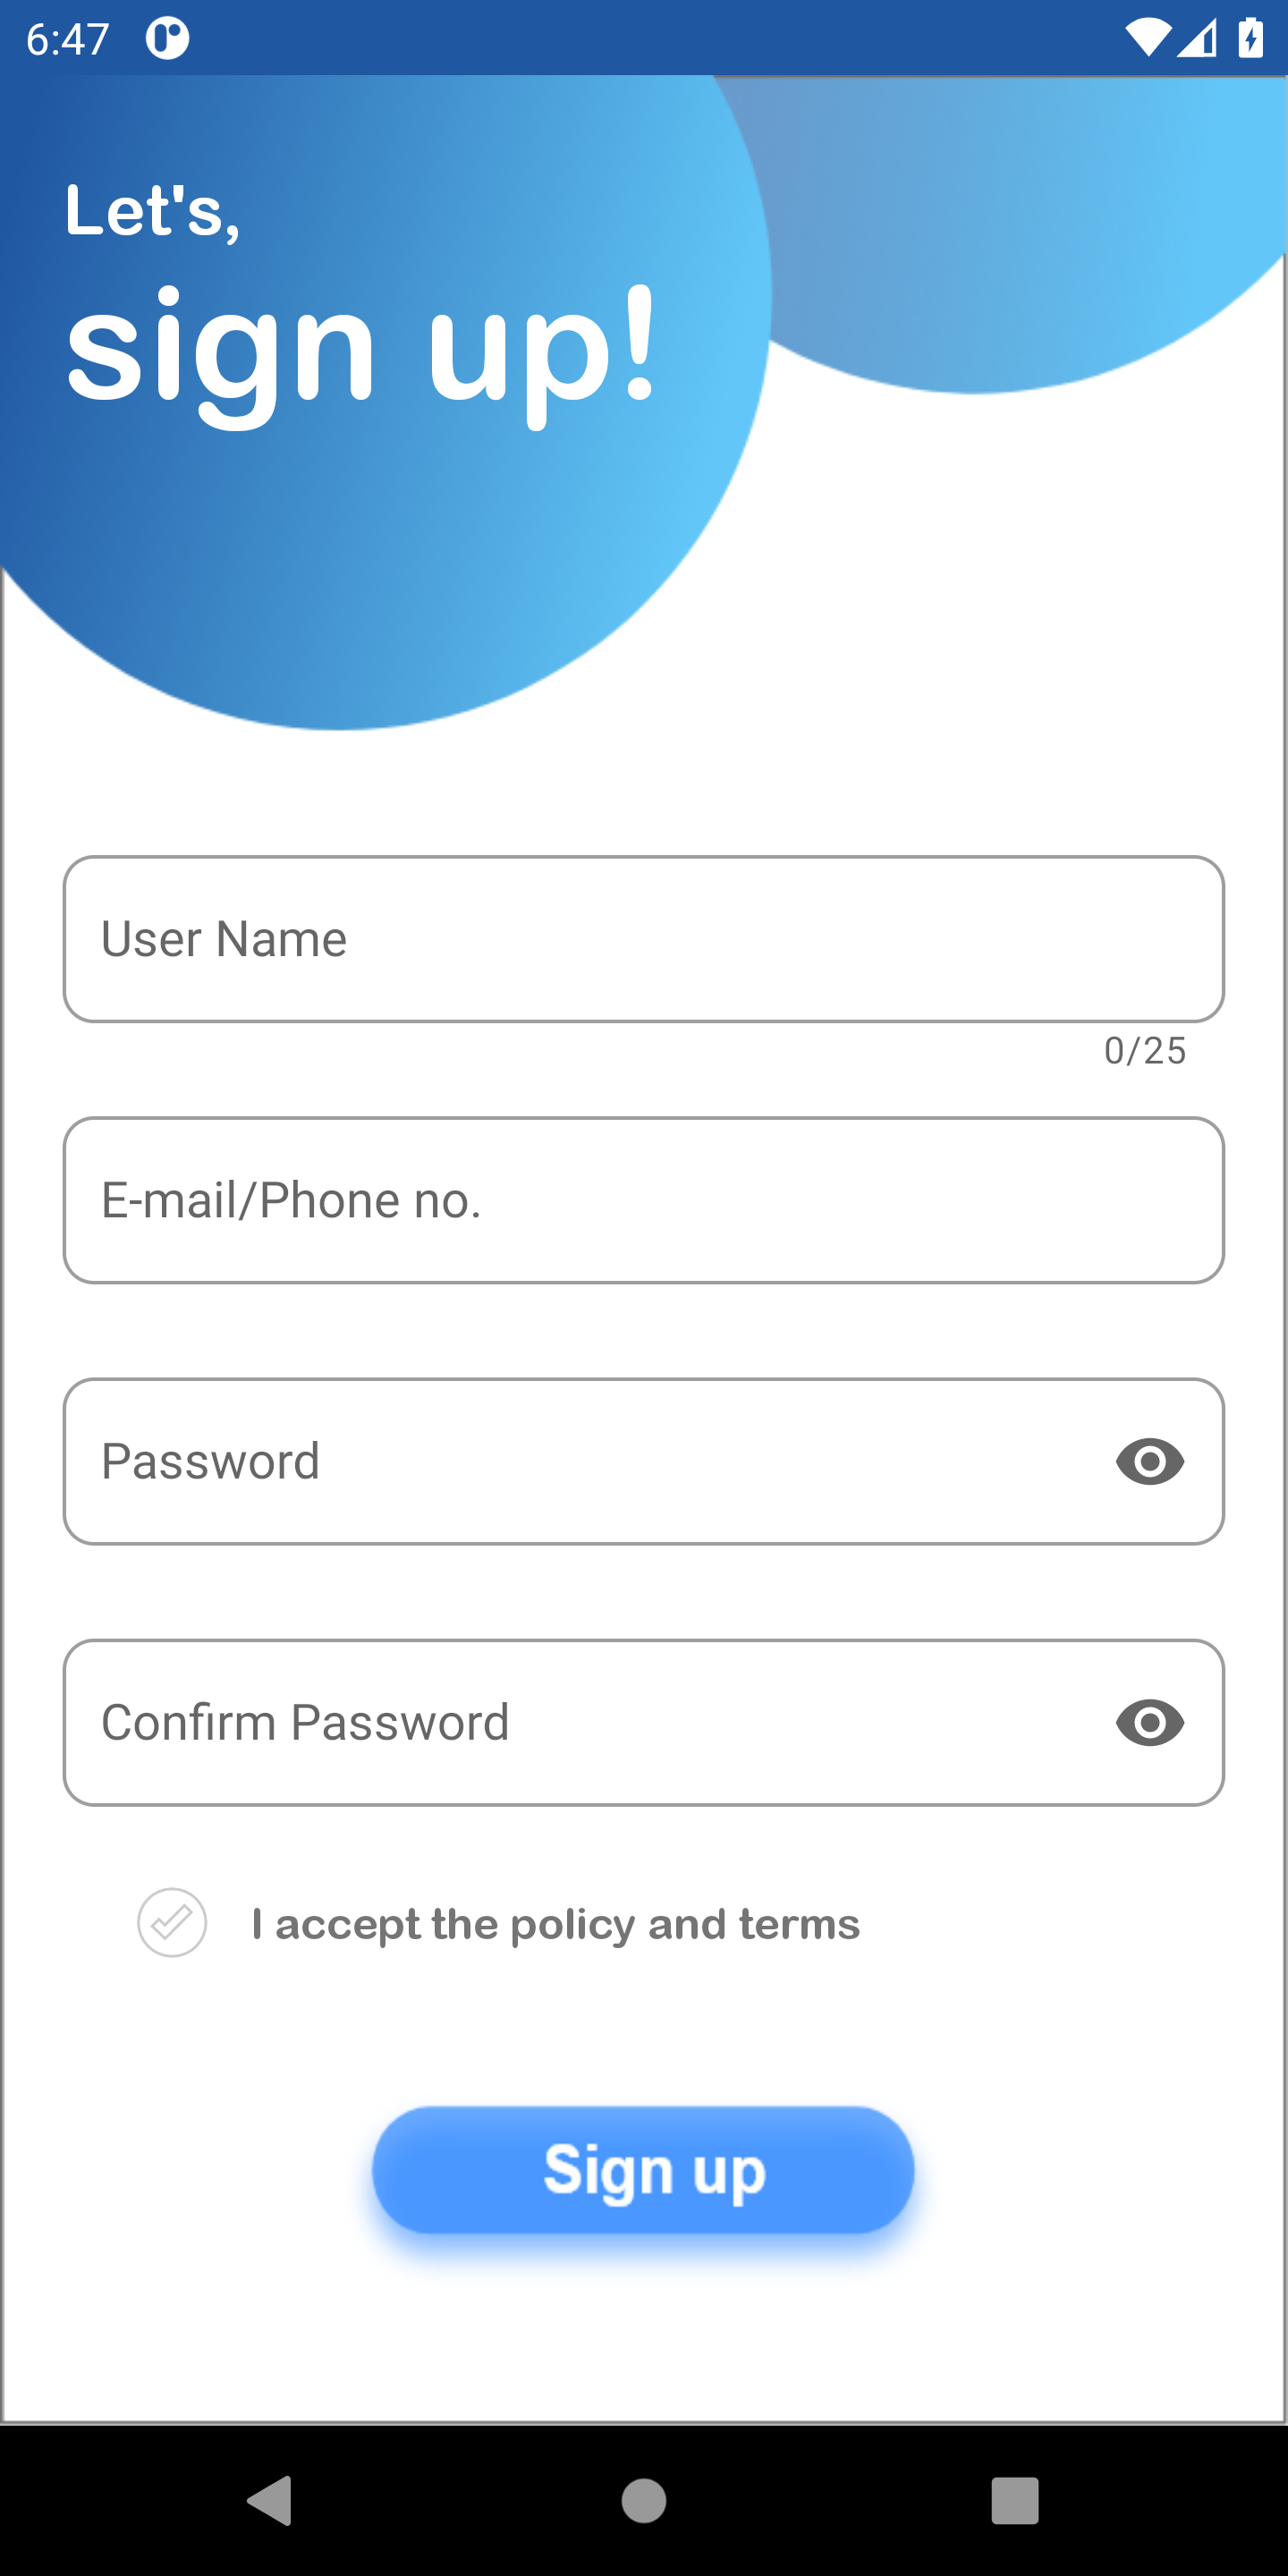 6:47
Let's,
sign up!
User Name
0/25
E-mail/Phone no.
Password
Confirm Password
I accept the policy and terms
Sign up